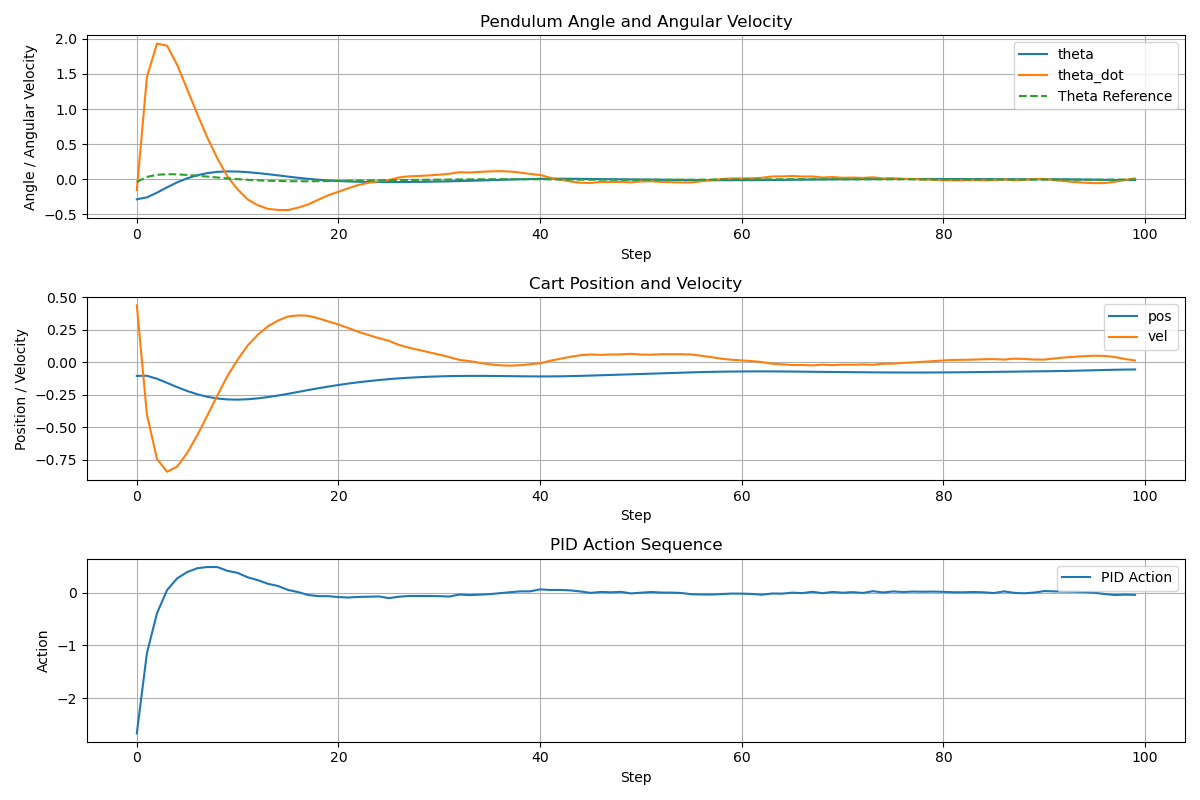 Pendulum Angle and Angular Velocity
Angle / Angular Velocity
2.0
1.5
1.0
0.5
0.0
−0.5
theta
theta_dot
Theta Reference
0 20 40 60 80 100
Step
Cart Position and Velocity
Position / Velocity
0.50
0.25
0.00
−0.25
−0.50
−0.75
pos
vel
0 20 40 60 80 100
Step
PID Action Sequence
Action
0
−1
−2
PID Action
0 20 40 60 80 100
Step